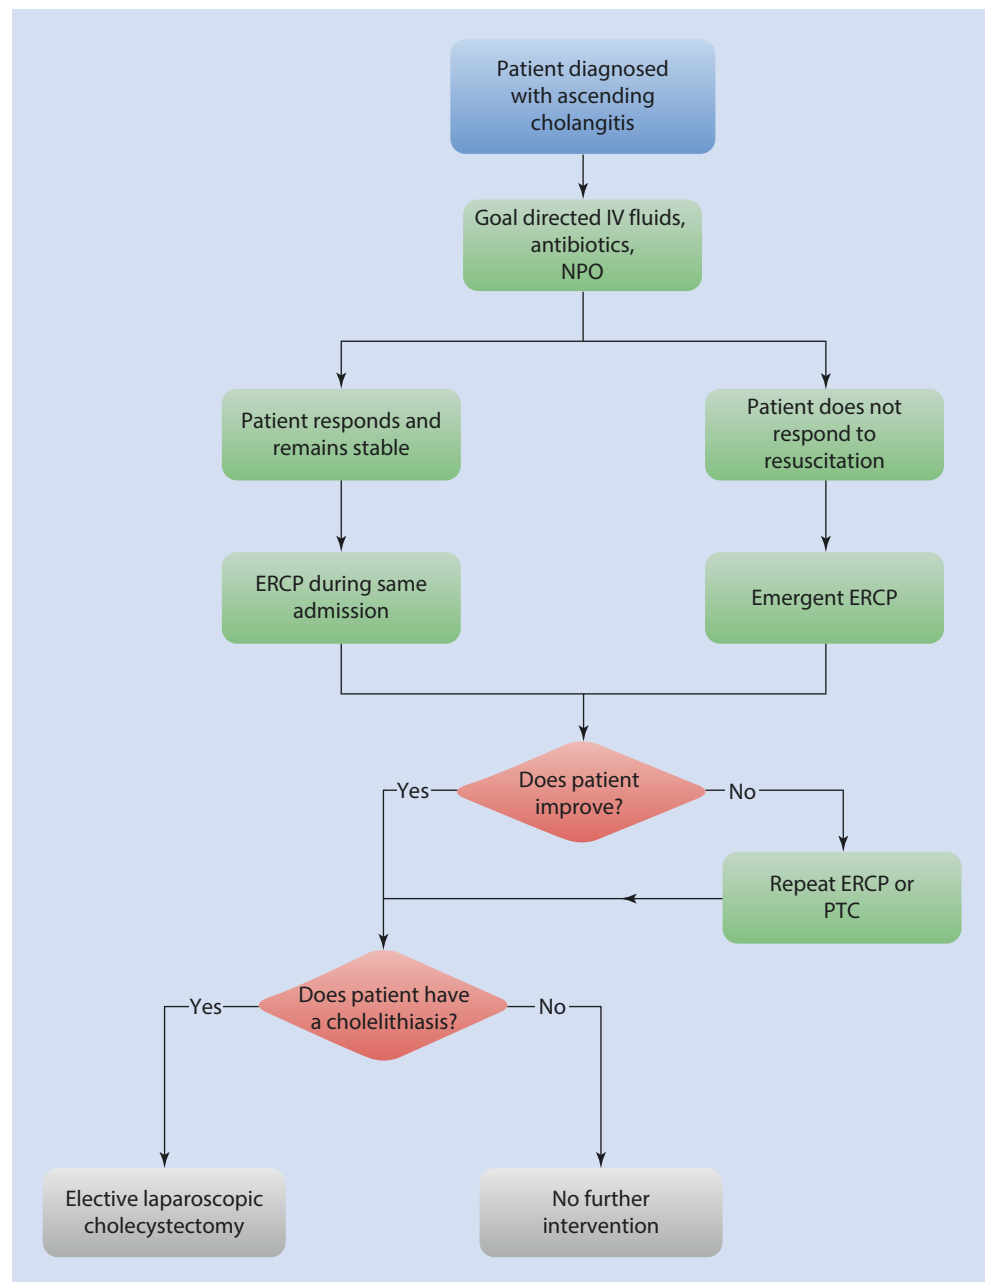 Patient diagnosed
with ascending
cholangitis
Goal directed IV fluids,
antibiotics,
NPO
Patient responds and
remains stable
Patient does not
respond to
resuscitation
ERCP during same
admission
Emergent ERCP
Does patient
improve?
Yes
No
Repeat ERCP or
PTC
Does patient have
a cholelithiasis?
Yes
No
Elective laparoscopic
cholecystectomy
No further
intervention